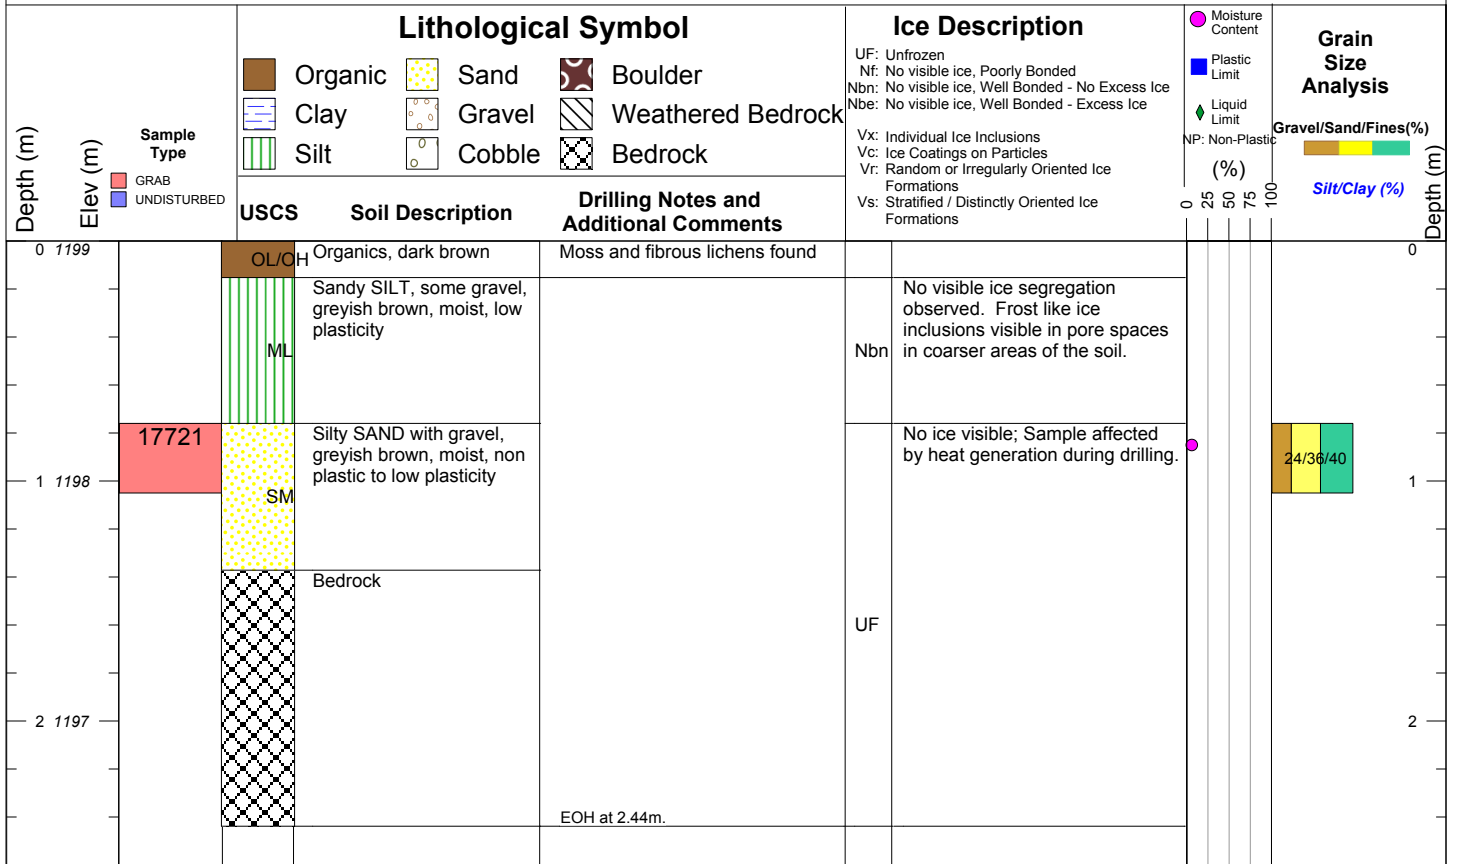 Lithological Symbol
Organic
Sand
Boulder
Clay
Gravel
Weathered Bedrock
Silt
Cobble
Bedrock
Ice Description
UF: Unfrozen
Nf: No visible ice, Poorly Bonded
Nbn: No visible ice, Well Bonded - No Excess Ice
Nbe: No visible ice, Well Bonded - Excess Ice
Vx: Individual Ice Inclusions
Vc: Ice Coatings on Particles
Vr: Random or Irregularly Oriented Ice
Formations
Vs: Stratified / Distinctly Oriented Ice
Formations
Moisture
Content
Plastic
Limit
Liquid
Limit
NP: Non-Plastic
(%)
0 25 50 75 100
Grain
Size
Analysis
Gravel/Sand/Fines(%)
Silt/Clay (%)
Depth (m)
Depth (m)
Elev (m)
Sample
Type
GRAB
UNDISTURBED
USCS
Soil Description
Drilling Notes and
Additional Comments
0 1199
OL/OH
Organics, dark brown
Moss and fibrous lichens found
0
Sandy SILT, some gravel,
greyish brown, moist, low
plasticity
ML
Nbn
No visible ice segregation
observed. Frost like ice
inclusions visible in pore spaces
in coarser areas of the soil.
17721
Silty SAND with gravel,
greyish brown, moist, non
plastic to low plasticity
SM
No ice visible; Sample affected
by heat generation during drilling.
24/36/40
1 1198
1
Bedrock
UF
2 1197
2
EOH at 2.44m.